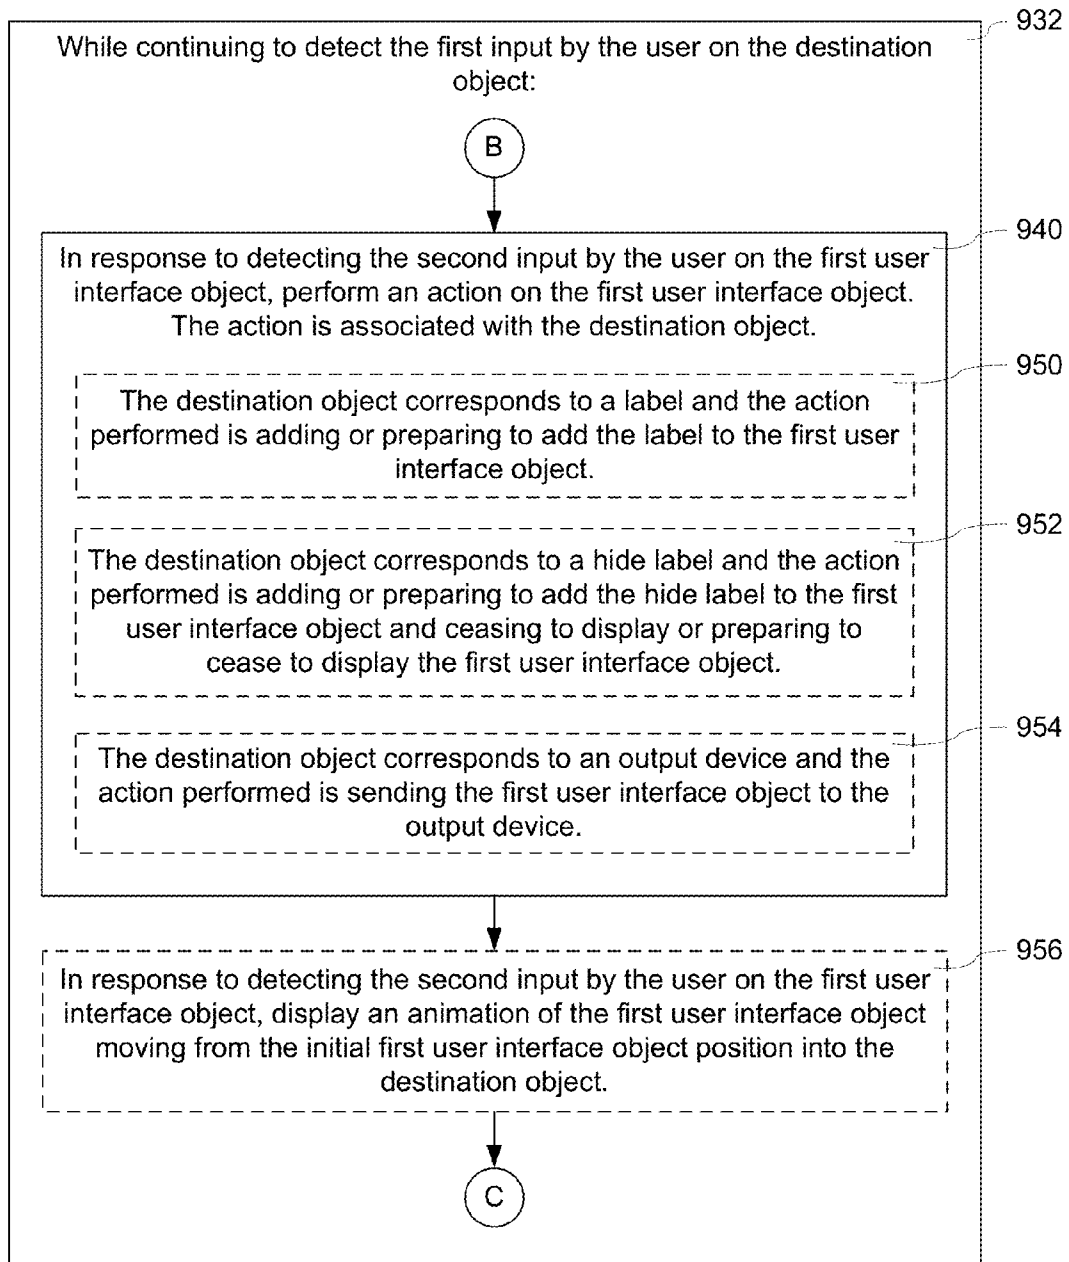 932
While continuing to detect the first input by the user on the destination
object:
B
940
In response to detecting the second input by the user on the first user
interface object, perform an action on the first user interface object.
The action is associated with the destination object.
950
The destination object corresponds to a label and the action
performed is adding or preparing to add the label to the first user
interface object.
952
The destination object corresponds to a hide label and the action
performed is adding or preparing to add the hide label to the first
user interface object and ceasing to display or preparing to
cease to display the first user interface object.
954
The destination object corresponds to an output device and the
action performed is sending the first user interface object to the
output device.
956
In response to detecting the second input by the user on the first user
interface object, display an animation of the first user interface object
moving from the initial first user interface object position into the
destination object.
C